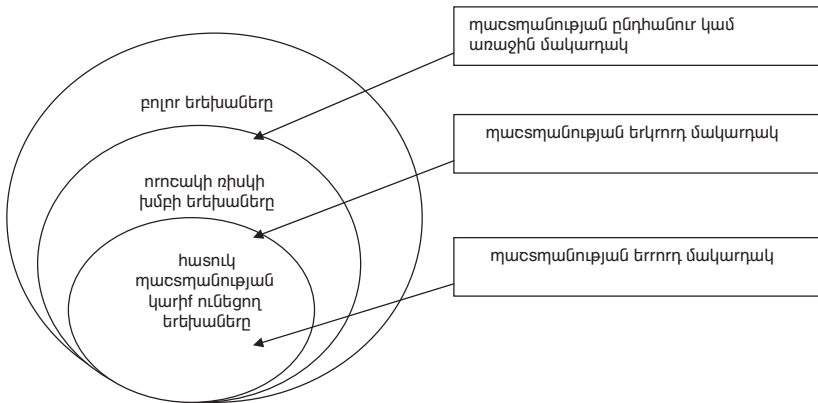 պաշտպանության ընդհանուր կամ
առաջին մակարդակ
բոլոր երեխաները
պաշտպանության երկրորդ մակարդակ
որոշակի ռիսկի
խմբի երեխաները
պաշտպանության երրորդ մակարդակ
հատուկ
պաշտպանության
կարիք ունեցող
երեխաները